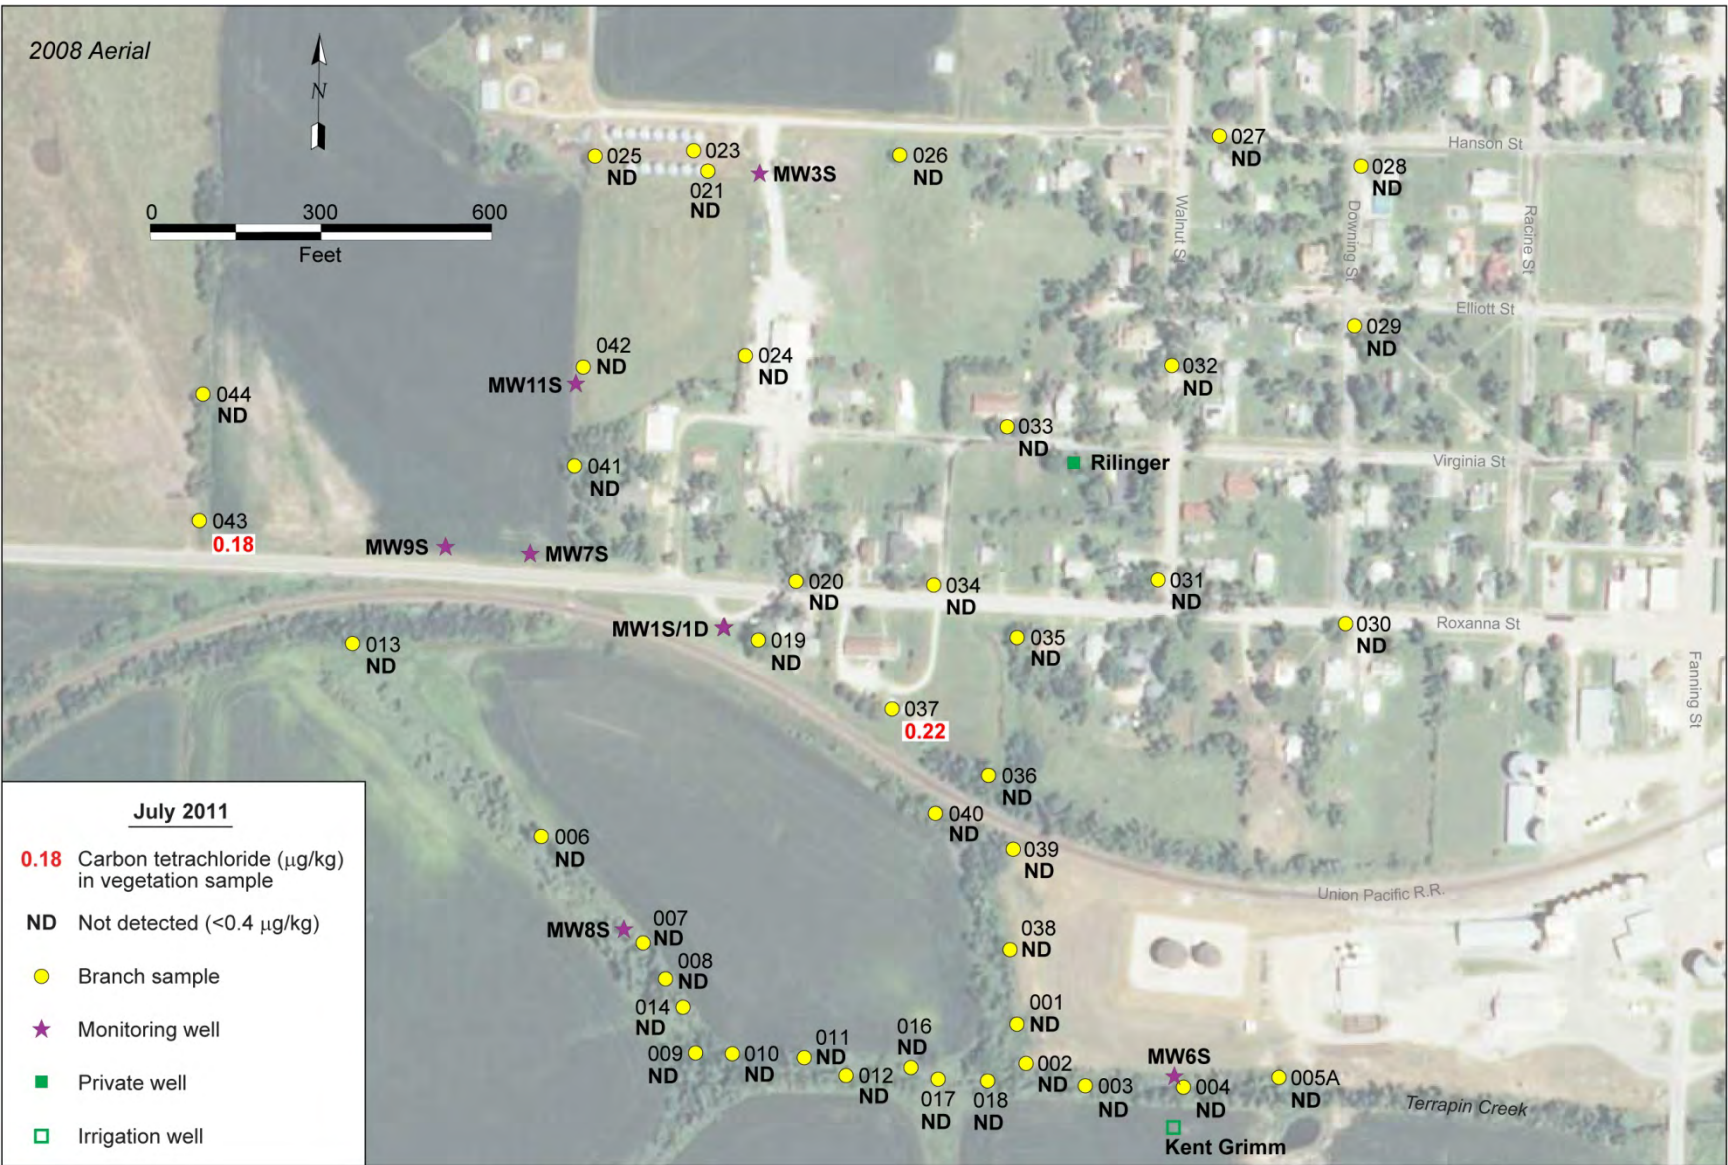 2008 Aerial
N
0 300 600
Feet
025
ND
023
021
ND
MW3S
026
ND
027
ND
028
ND
Hanson St
Walnut St
Downing St
Racine St
Elliott St
029
ND
032
ND
042
ND
MW11S
024
ND
044
ND
033
ND
Rilinger
Virginia St
041
ND
043
0.18
MW9S
MW7S
020
ND
034
ND
031
ND
030
ND
Roxanna St
MW1S/1D
019
ND
035
ND
013
ND
Fanning St
037
0.22
036
ND
040
ND
039
ND
Union Pacific R.R.
006
ND
MW8S
007
ND
008
ND
014
ND
038
ND
001
ND
009
ND
010
ND
011
ND
012
ND
016
ND
017
ND
018
ND
002
ND
003
ND
MW6S
004
ND
005A
ND
Terrapin Creek
Kent Grimm
July 2011
0.18 Carbon tetrachloride (µg/kg)
in vegetation sample
ND Not detected (<0.4 µg/kg)
Branch sample
Monitoring well
Private well
Irrigation well